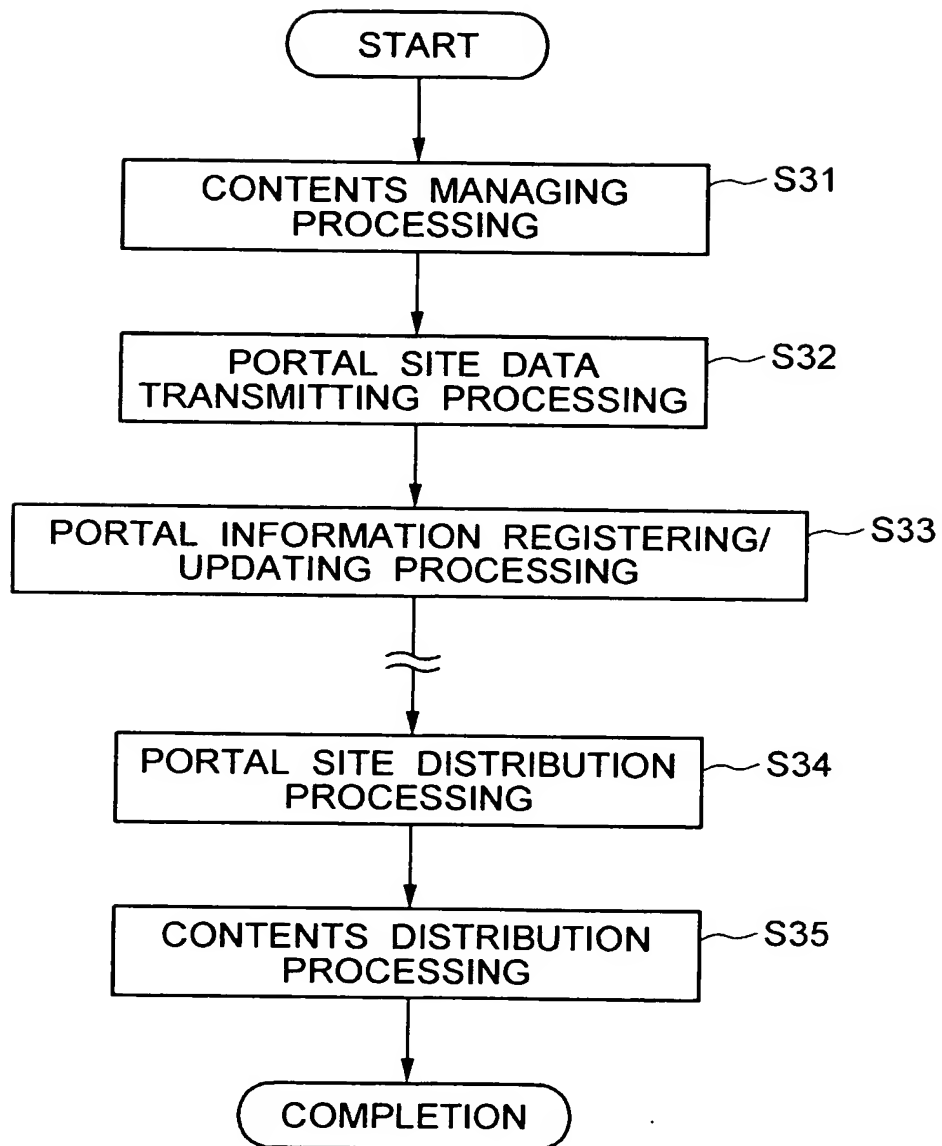 START
CONTENTS MANAGING
PROCESSING
S31
PORTAL SITE DATA
TRANSMITTING PROCESSING
S32
PORTAL INFORMATION REGISTERING/
UPDATING PROCESSING
S33
PORTAL SITE DISTRIBUTION
PROCESSING
S34
CONTENTS DISTRIBUTION
PROCESSING
S35
COMPLETION